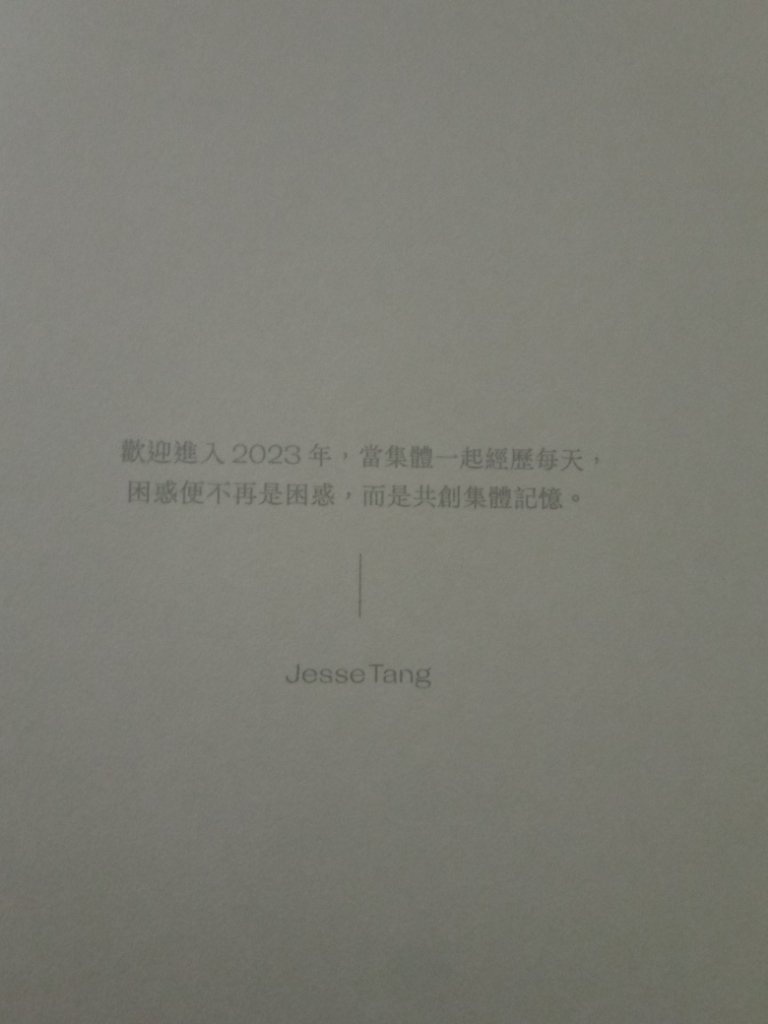 歡迎進入 2023 年，當集體一起經歷每天，
困惑便不再是困惑，而是共創集體記憶。
Jesse Tang